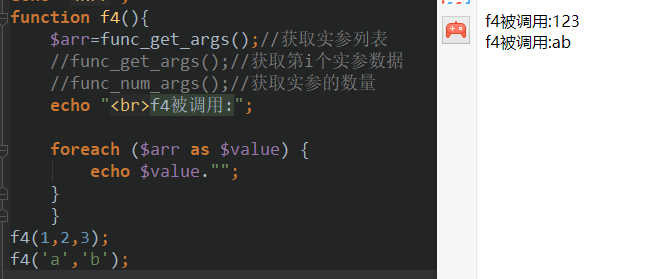 function f4(){
$arr=func_get_args();//获取实参列表
//func_get_args();//获取第i个实参数据
//func_num_args();//获取实参的数量
echo "<br>f4被调用:";
foreach ($arr as $value) {
echo $value."";
}
}
f4(1,2,3);
f4('a','b');
f4被调用:123
f4被调用:ab